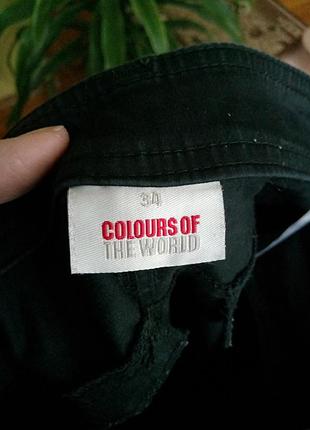 34
COLOURS OF
THE WORLD